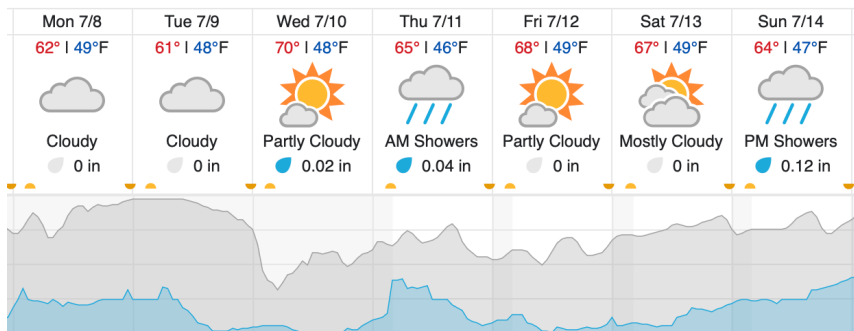 Mon 7/8 Tue 7/9 Wed 7/10 Thu 7/11 Fri 7/12 Sat 7/13 Sun 7/14
62° | 49°F 61° | 48°F 70° | 48°F 65° | 46°F 68° | 49°F 67° | 49°F 64° | 47°F
Cloudy Cloudy Partly Cloudy AM Showers Partly Cloudy Mostly Cloudy PM Showers
0 in 0 in 0.02 in 0.04 in 0 in 0 in 0.12 in